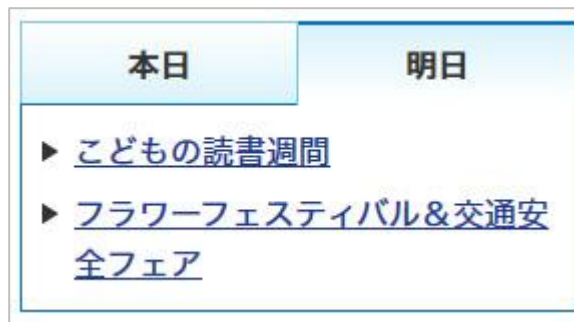 本日 明日
こどもの読書週間
フラワーフェスティバル＆交通安
全フェア